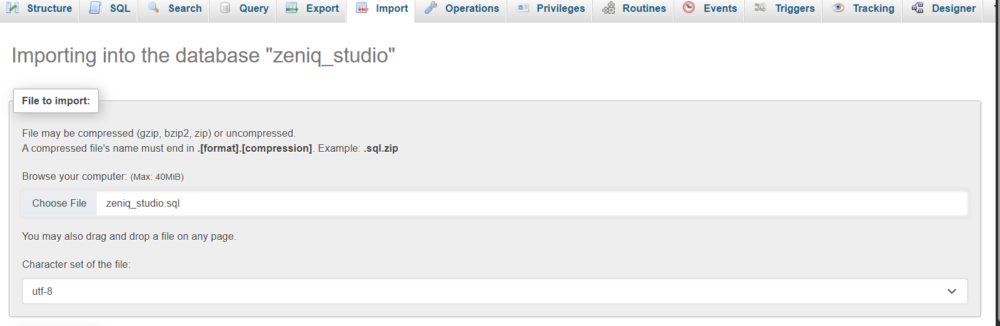 Structure SQL Search Query Export Import Operations Privileges Routines Events Triggers Tracking Designer
Importing into the database "zeniq_studio"
File to import:
File may be compressed (gzip, bzip2, zip) or uncompressed.
A compressed file's name must end in .[format].[compression]. Example: .sql.zip
Browse your computer: (Max: 40MiB)
Choose File zeniq_studio.sql
You may also drag and drop a file on any page.
Character set of the file:
utf-8